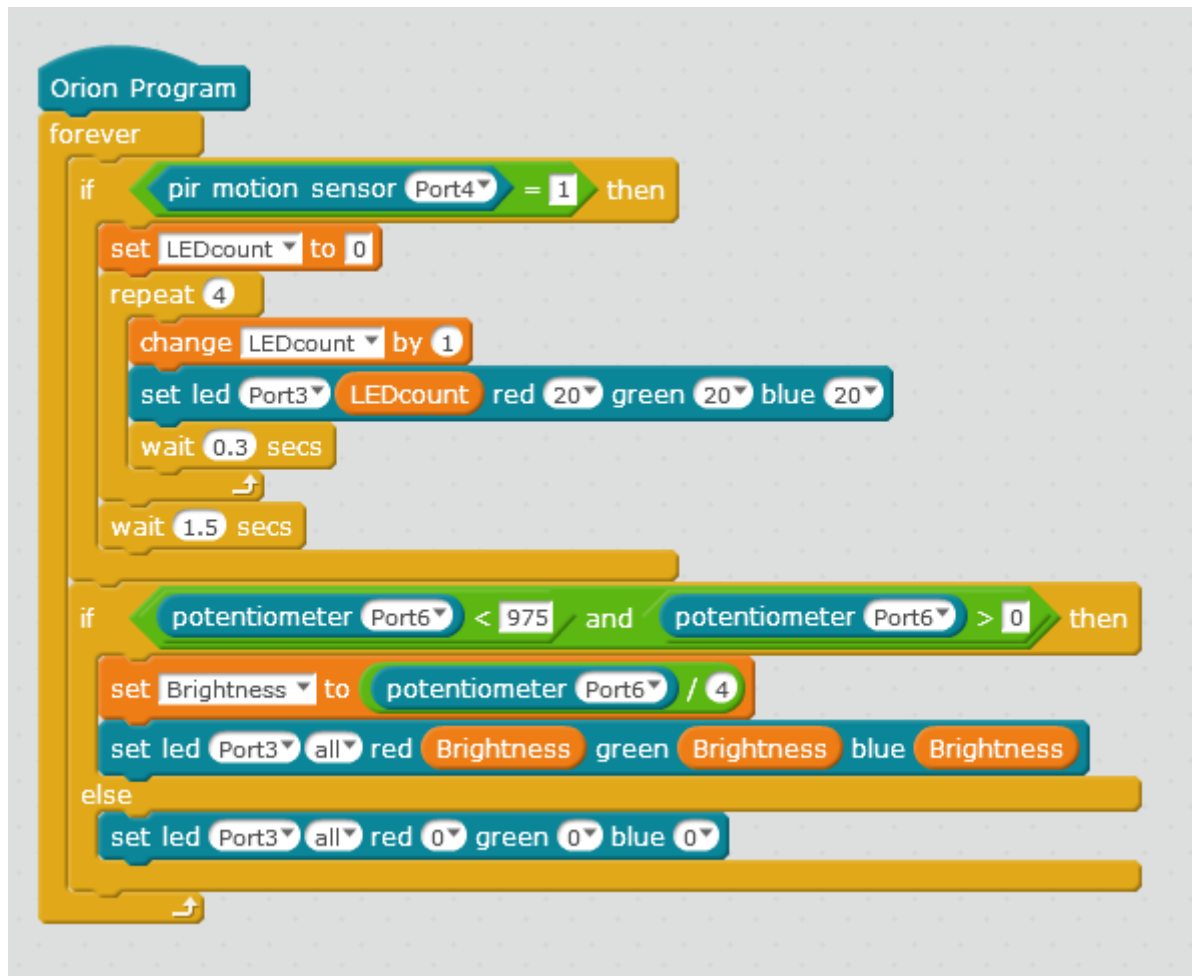 Orion Program
forever
if pir motion sensor Port4 = 1 then
set LEDcount to 0
repeat 4
change LEDcount by 1
set led Port3 LEDcount red 20 green 20 blue 20
wait 0.3 secs
wait 1.5 secs
if potentiometer Port6 < 975 and potentiometer Port6 > 0 then
set Brightness to potentiometer Port6 / 4
set led Port3 all red Brightness green Brightness blue Brightness
else
set led Port3 all red 0 green 0 blue 0